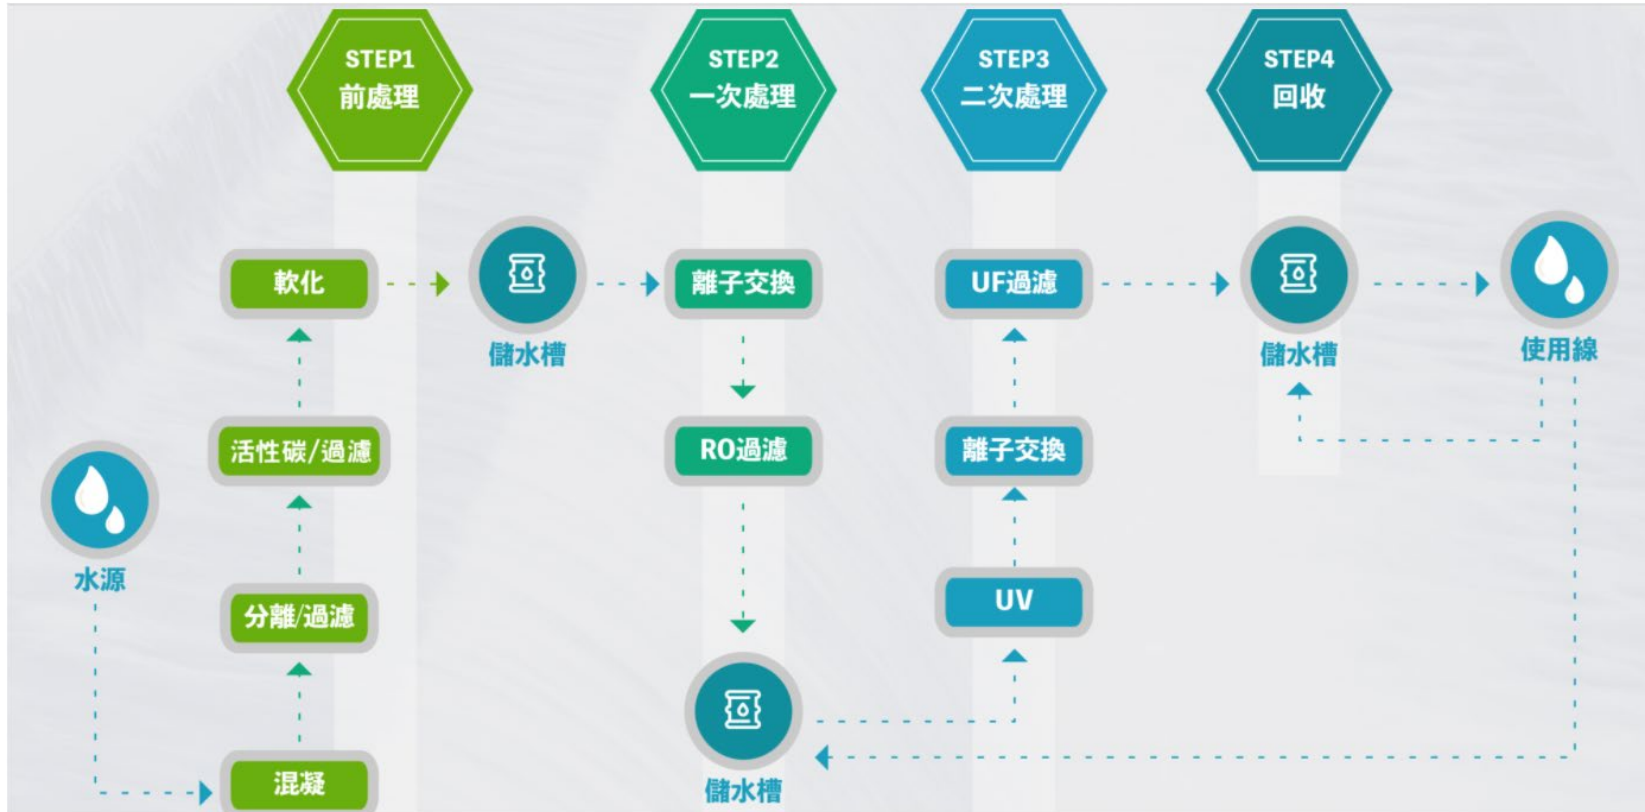 STEP1
前處理
STEP2
一次處理
STEP3
二次處理
STEP4
回收
水源
混凝
分離/過濾
活性碳/過濾
軟化
儲水槽
離子交換
RO過濾
儲水槽
UV
離子交換
UF過濾
儲水槽
使用線